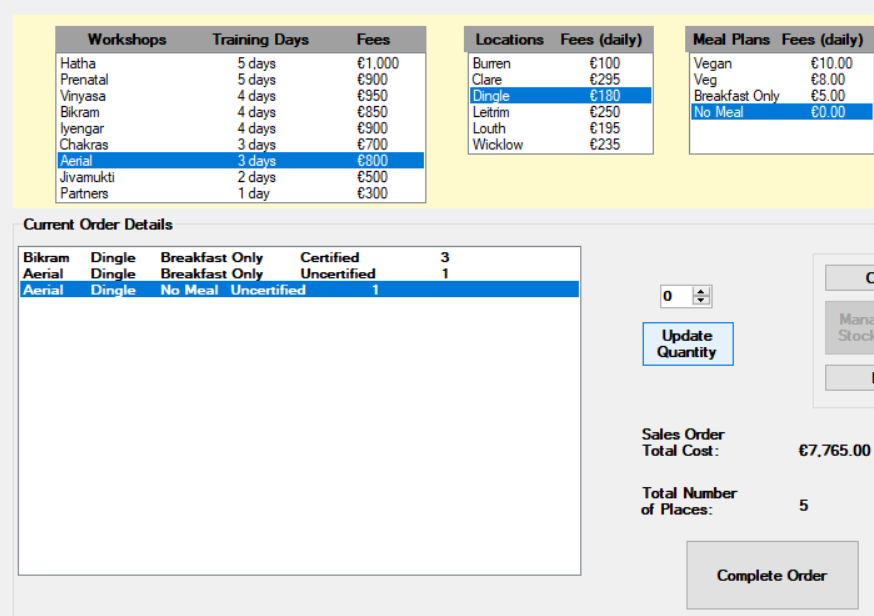 Workshops Training Days Fees
Hatha 5 days €1,000
Prenatal 5 days €900
Vinyasa 4 days €950
Bikram 4 days €850
Iyengar 4 days €900
Chakras 3 days €700
Aerial 3 days €800
Jivamukti 2 days €500
Partners 1 day €300
Locations Fees (daily)
Burren €100
Clare €295
Dingle €180
Leitrim €250
Louth €195
Wicklow €235
Meal Plans Fees (daily)
Vegan €10.00
Veg €8.00
Breakfast Only €5.00
No Meal €0.00
Current Order Details
Bikram Dingle Breakfast Only Certified 3
Aerial Dingle Breakfast Only Uncertified 1
Aerial Dingle No Meal Uncertified 1
0
Update
Quantity
Sales Order
Total Cost: €7,765.00
Total Number
of Places: 5
Complete Order